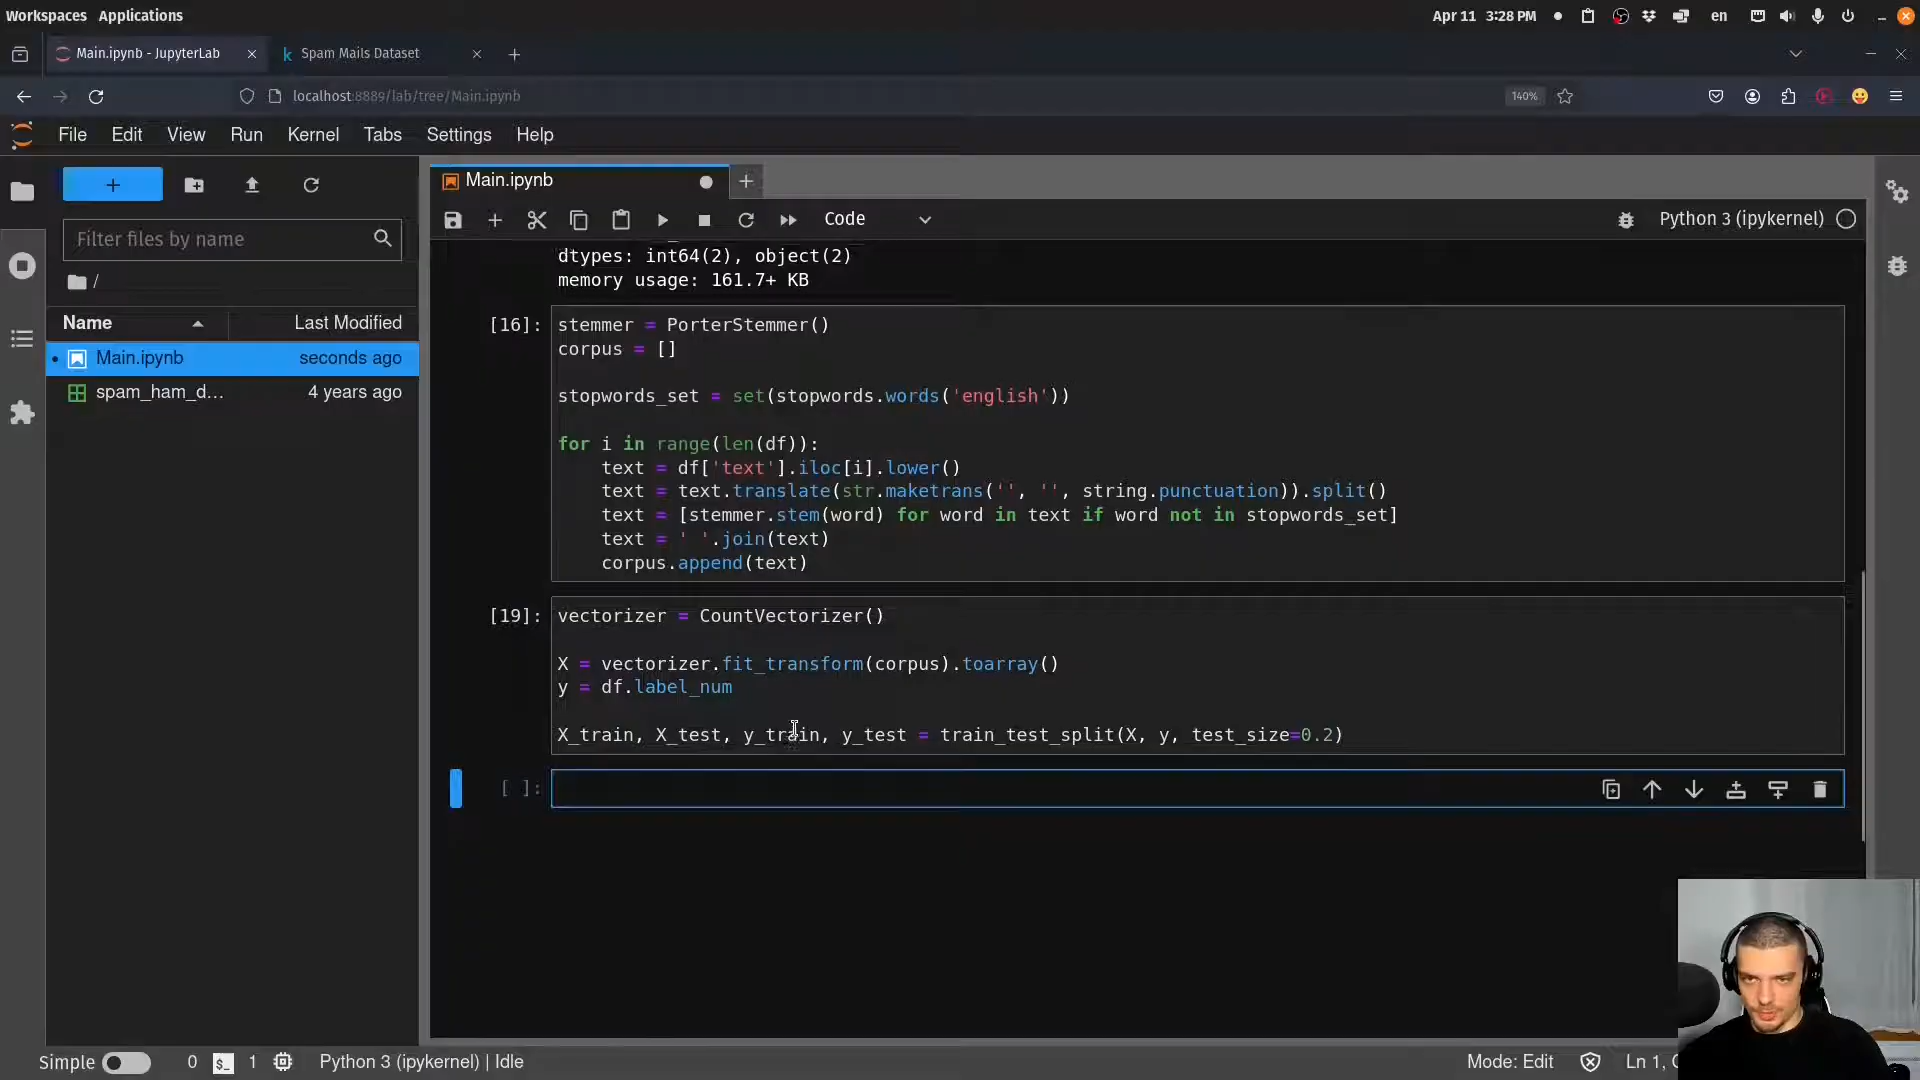 Workspaces Applications
Apr 11 3:28 PM
en
Main.ipynb - JupyterLab
Spam Mails Dataset
localhost:8889/lab/tree/Main.ipynb
140%
File Edit View Run Kernel Tabs Settings Help
Main.ipynb
Code
Python 3 (ipykernel)
Filter files by name
/
Name
Last Modified
Main.ipynb
seconds ago
spam_ham_d...
4 years ago
dtypes: int64(2), object(2)
memory usage: 161.7+ KB
[16]:
stemmer = PorterStemmer()
corpus = []
stopwords_set = set(stopwords.words('english'))
for i in range(len(df)):
    text = df['text'].iloc[i].lower()
    text = text.translate(str.maketrans('', '', string.punctuation)).split()
    text = [stemmer.stem(word) for word in text if word not in stopwords_set]
    text = ' '.join(text)
    corpus.append(text)
[19]:
vectorizer = CountVectorizer()
X = vectorizer.fit_transform(corpus).toarray()
y = df.label_num
X_train, X_test, y_train, y_test = train_test_split(X, y, test_size=0.2)
[ ]:
Simple
0
1
Python 3 (ipykernel) | Idle
Mode: Edit
Ln 1,